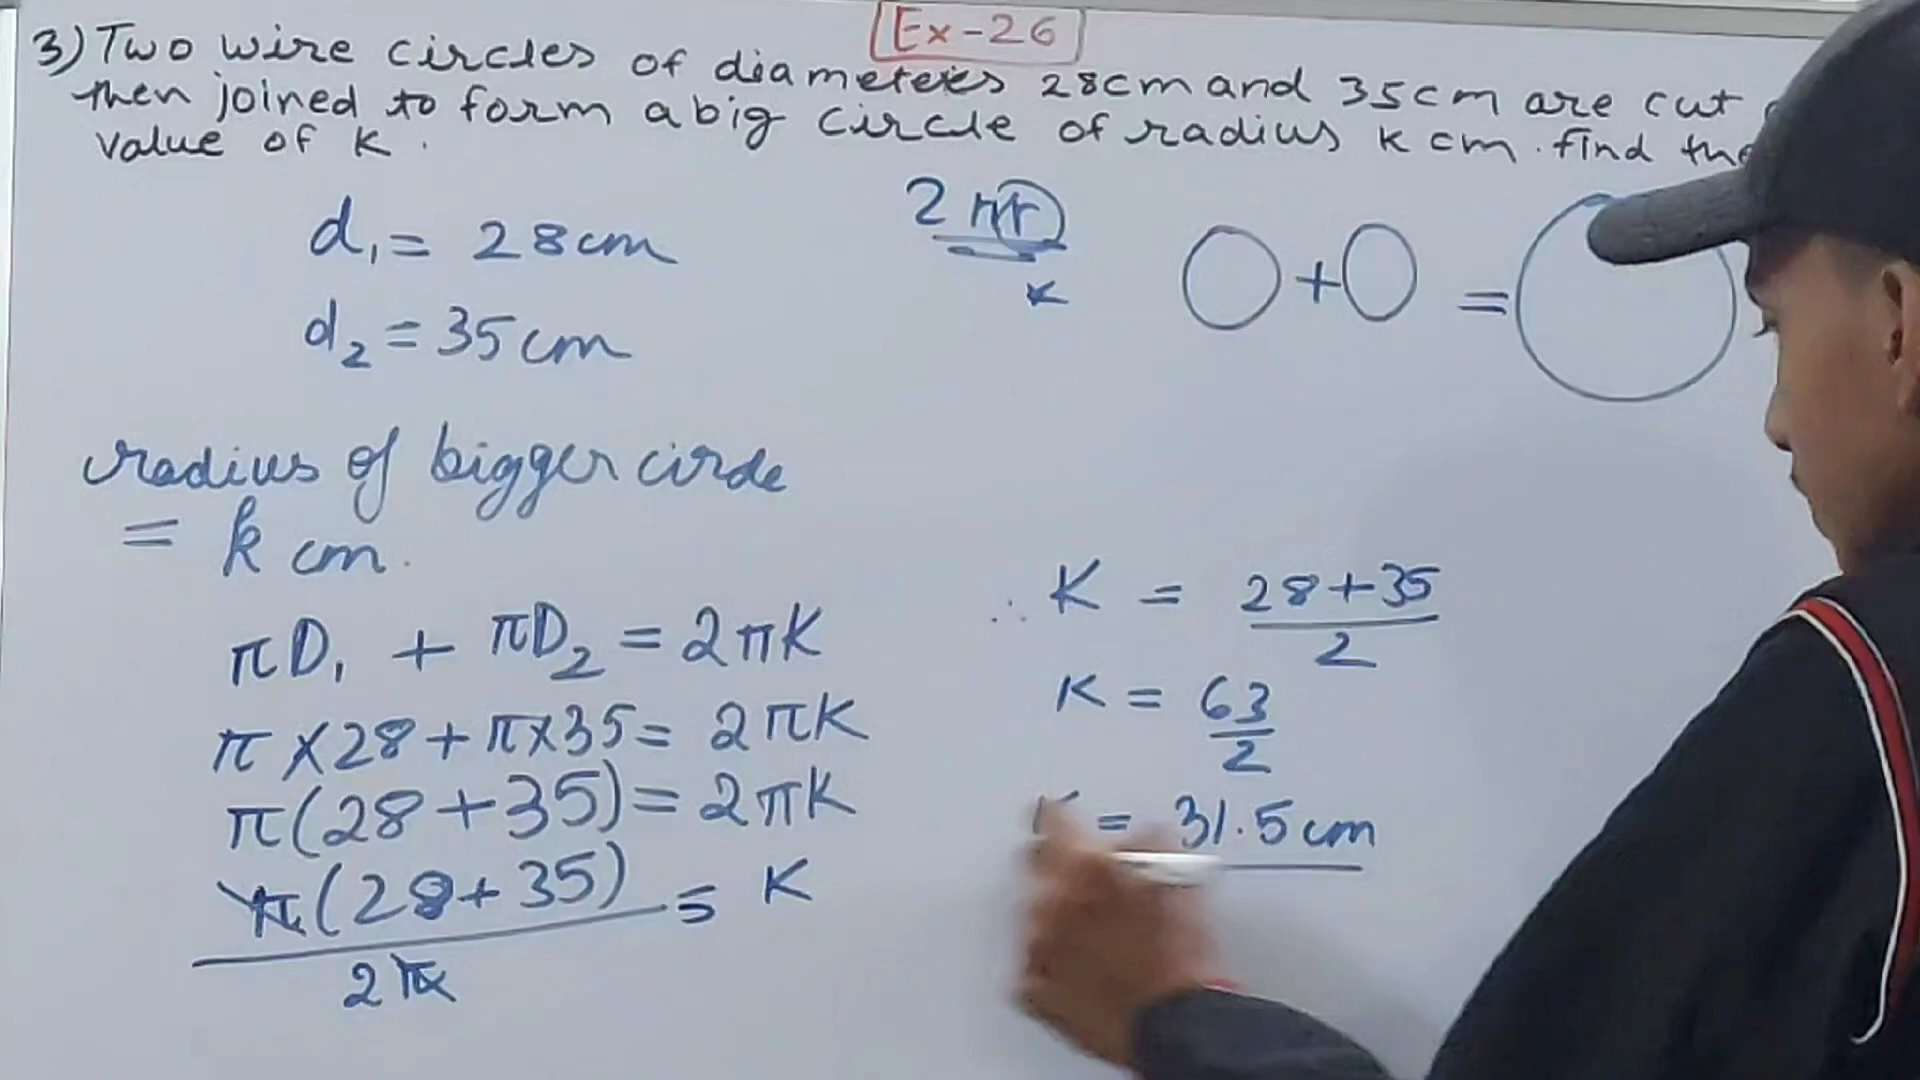 Ex-26
3) Two wire circles of diameteres 28cm and 35cm are cut
then joined to form a big circle of radius K cm. find the
value of K.
d₁ = 28cm
d₂ = 35cm
2πr
K
O + O = O
radius of bigger circle
= k cm.
πD₁ + πD₂ = 2πK
π×28 + π×35 = 2πK
π(28+35) = 2πK
π(28+35) = K
2π
∴ K = 28+35
2
K = 63
2
K = 31.5cm